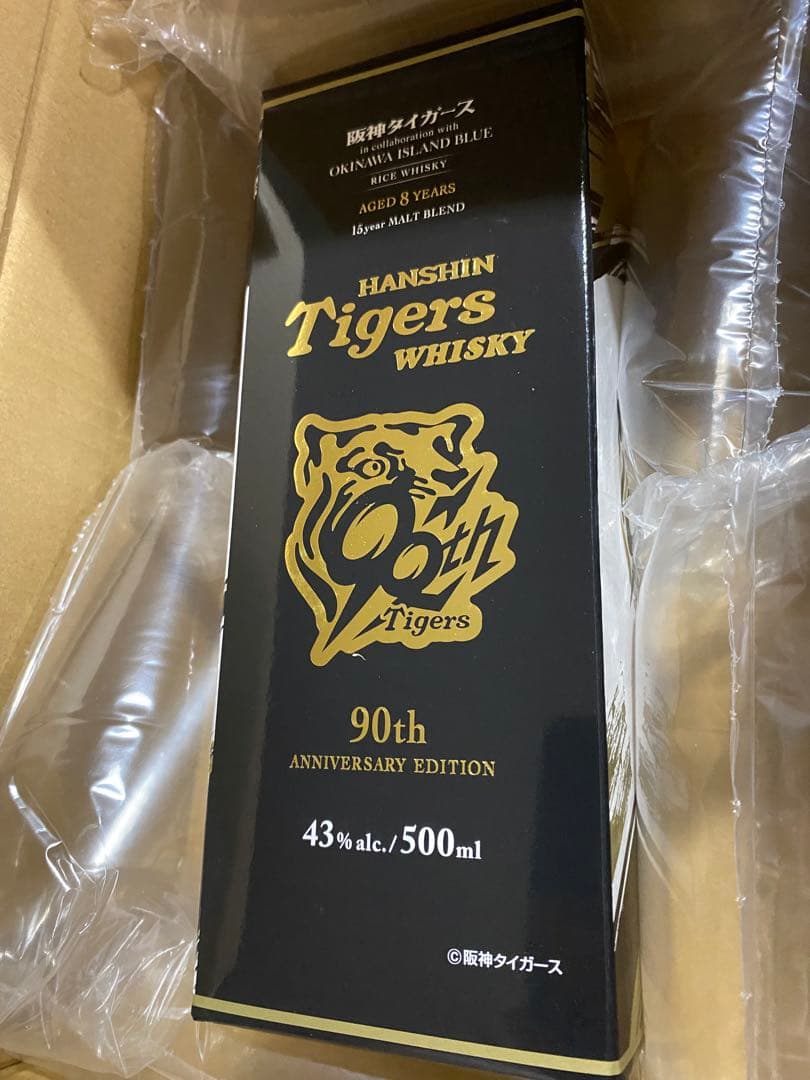 阪神タイガース
in collaboration with
OKINAWA ISLAND BLUE
RICE WHISKY
AGED 8 YEARS
15year MALT BLEND
HANSHIN
Tigers
WHISKY
90th
Tigers
90th
ANNIVERSARY EDITION
43% alc./500ml
©阪神タイガース